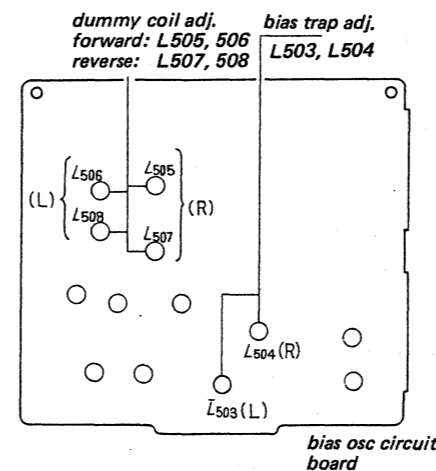 dummy coil adj.
forward: L505, 506
reverse: L507, 508
bias trap adj.
L503, L504
L506
L505
(L)
(R)
L508
L507
L504 (R)
L503 (L)
bias osc circuit
board